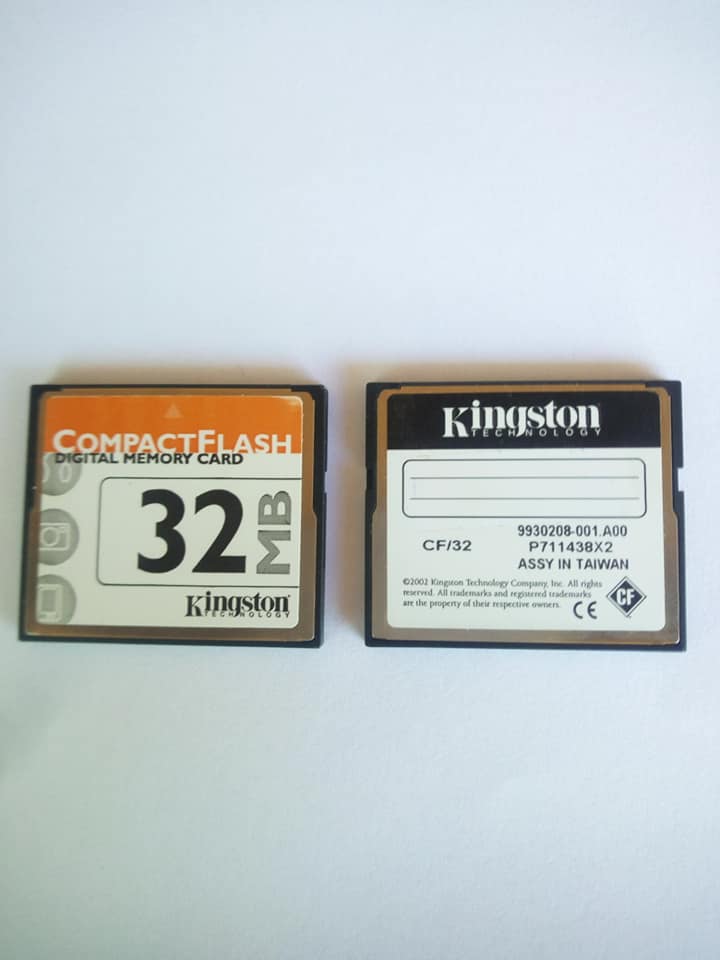 COMPACTFLASH
DIGITAL MEMORY CARD
32 MB
Kingston
TECHNOLOGY
Kingston
TECHNOLOGY
CF/32
9930208-001.A00
P711438X2
ASSY IN TAIWAN
©2002 Kingston Technology Company, Inc. All rights
reserved. All trademarks and registered trademarks
are the property of their respective owners.
CE
CF